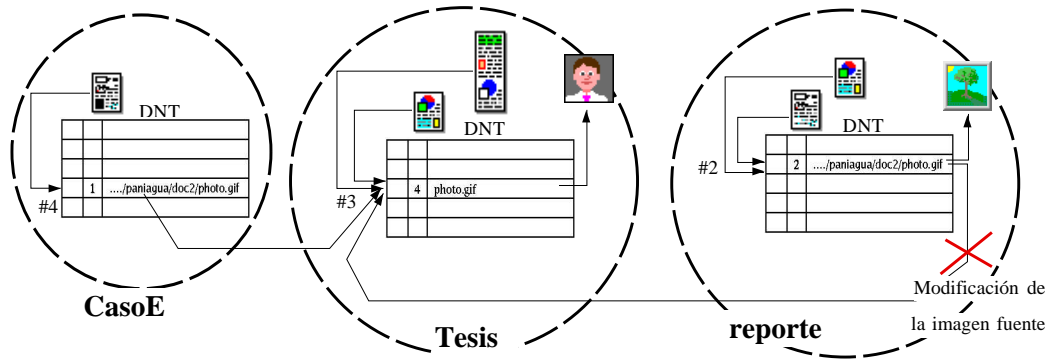 DNT
1 ..../paniagua/doc2/photo.gif
#4
CasoE
DNT
4 photo.gif
#3
Tesis
DNT
2 ..../paniagua/doc2/photo.gif
#2
reporte
Modificación de
la imagen fuente